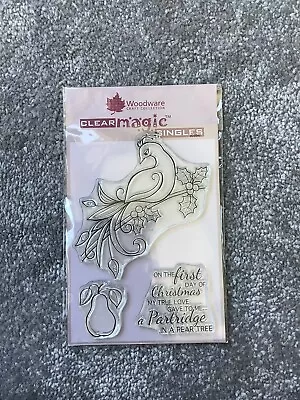 Woodware
CRAFT COLLECTION
CLEAR magic™
SINGLES
ON THE first
DAY OF
Christmas
MY TRUE LOVE
GAVE TO ME
a Partridge
IN A PEAR TREE